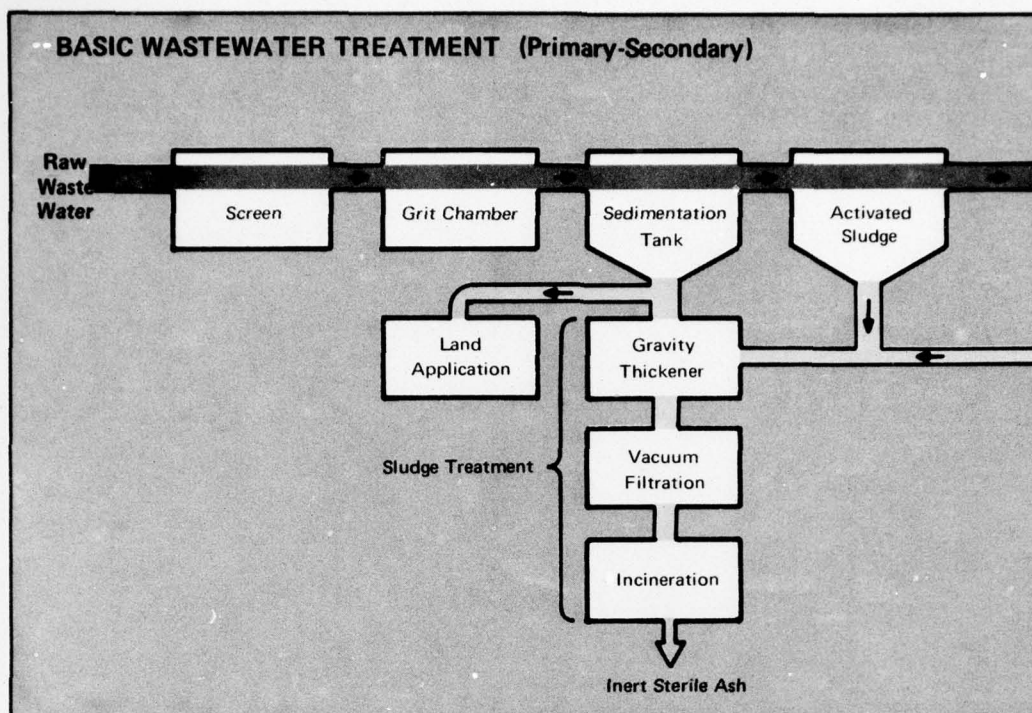 BASIC WASTEWATER TREATMENT (Primary-Secondary)
Raw
Waste
Water
Screen
Grit Chamber
Sedimentation
Tank
Activated
Sludge
Land
Application
Gravity
Thickener
Sludge Treatment
Vacuum
Filtration
Incineration
Inert Sterile Ash